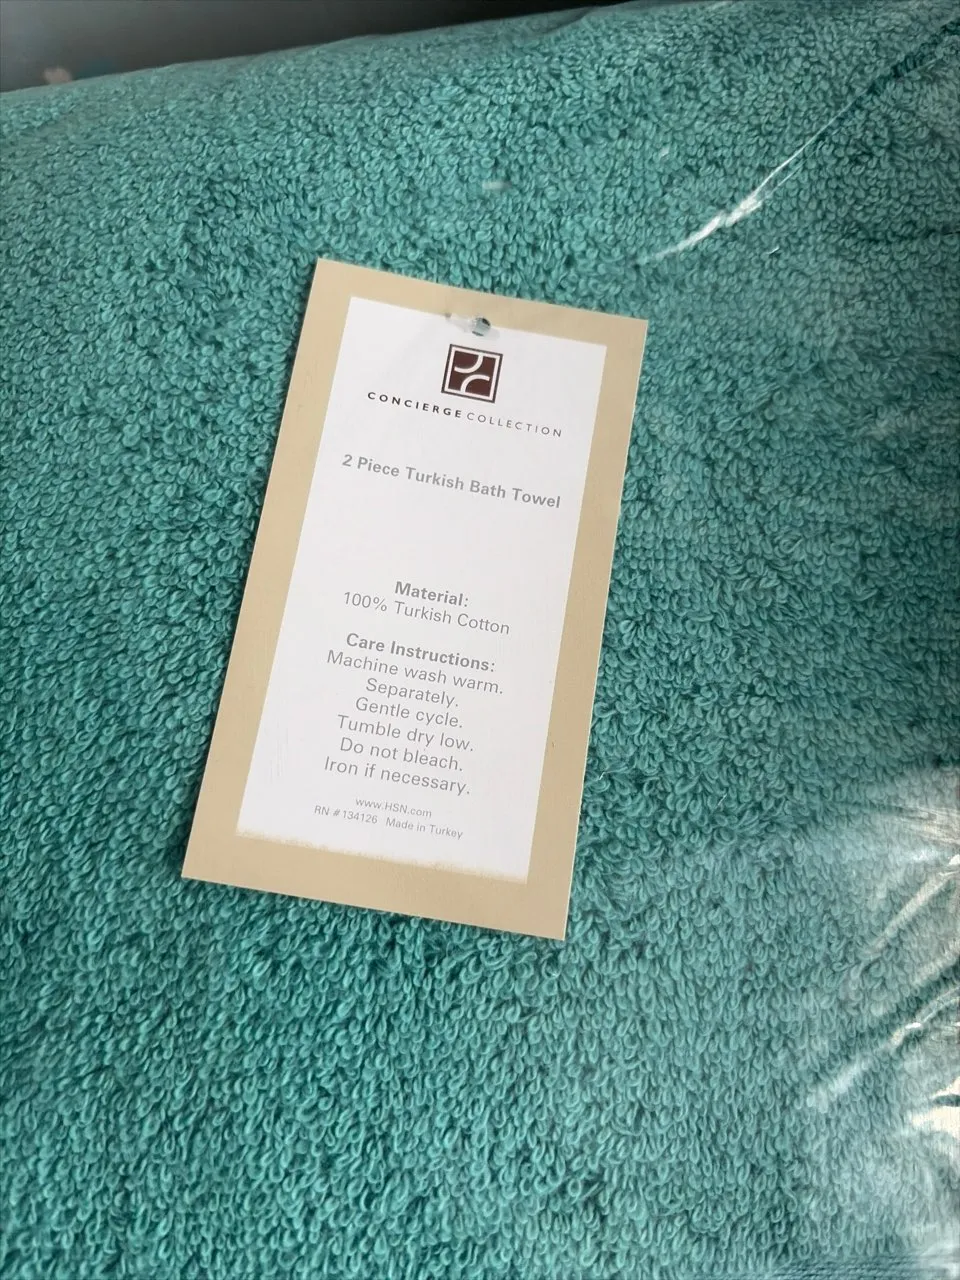 CONCIERGE COLLECTION
2 Piece Turkish Bath Towel
Material:
100% Turkish Cotton
Care Instructions:
Machine wash warm.
Separately.
Gentle cycle.
Tumble dry low.
Do not bleach.
Iron if necessary.
www.HSN.com
RN #134126 Made in Turkey